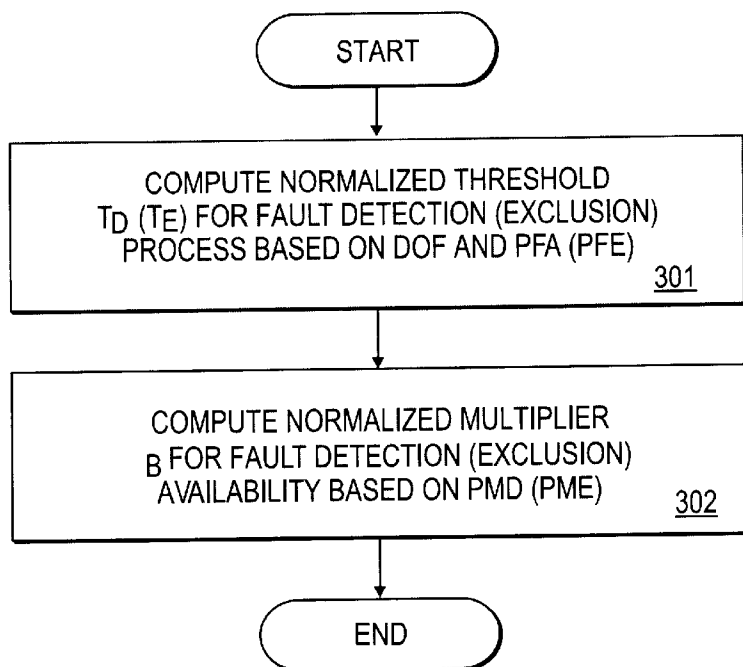 START
COMPUTE NORMALIZED THRESHOLD
TD (TE) FOR FAULT DETECTION (EXCLUSION)
PROCESS BASED ON DOF AND PFA (PFE)
301
COMPUTE NORMALIZED MULTIPLIER
B FOR FAULT DETECTION (EXCLUSION)
AVAILABILITY BASED ON PMD (PME)
302
END